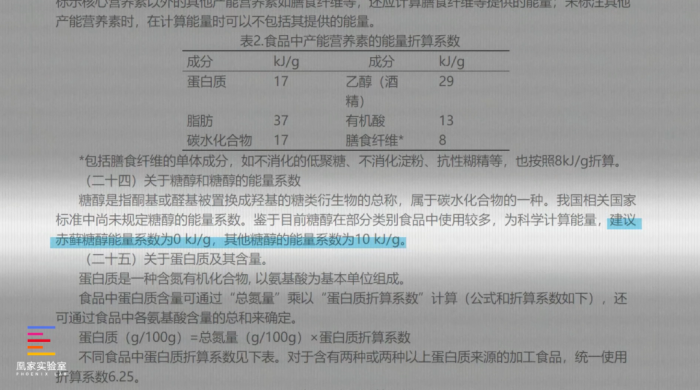 标示核心营养素以外的其他产能营养素如膳食纤维等，还应计算膳食纤维等提供的能量；未标注其他
产能营养素时，在计算能量时可以不包括其提供的能量。
表2.食品中产能营养素的能量折算系数
成分 kJ/g 成分 kJ/g
蛋白质 17 乙醇（酒 29
精）
脂肪 37 有机酸 13
碳水化合物 17 膳食纤维* 8
*包括膳食纤维的单体成分，如不消化的低聚糖、不消化淀粉、抗性糊精等，也按照8kJ/g折算。
（二十四）关于糖醇和糖醇的能量系数
糖醇是指酮基或醛基被置换成羟基的糖类衍生物的总称，属于碳水化合物的一种。我国相关国家
标准中尚未规定糖醇的能量系数。鉴于目前糖醇在部分类别食品中使用较多，为科学计算能量，建议
赤藓糖醇能量系数为0 kJ/g，其他糖醇的能量系数为10 kJ/g。
（二十五）关于蛋白质及其含量。
蛋白质是一种含氮有机化合物, 以氨基酸为基本单位组成。
食品中蛋白质含量可通过“总氮量”乘以“蛋白质折算系数”计算（公式和折算系数如下），还
可通过食品中各氨基酸含量的总和来确定。
蛋白质（g/100g）=总氮量（g/100g）×蛋白质折算系数
不同食品中蛋白质折算系数见下表。对于含有两种或两种以上蛋白质来源的加工食品，统一使用
折算系数6.25。
凰家实验室
PHOENIX LAB